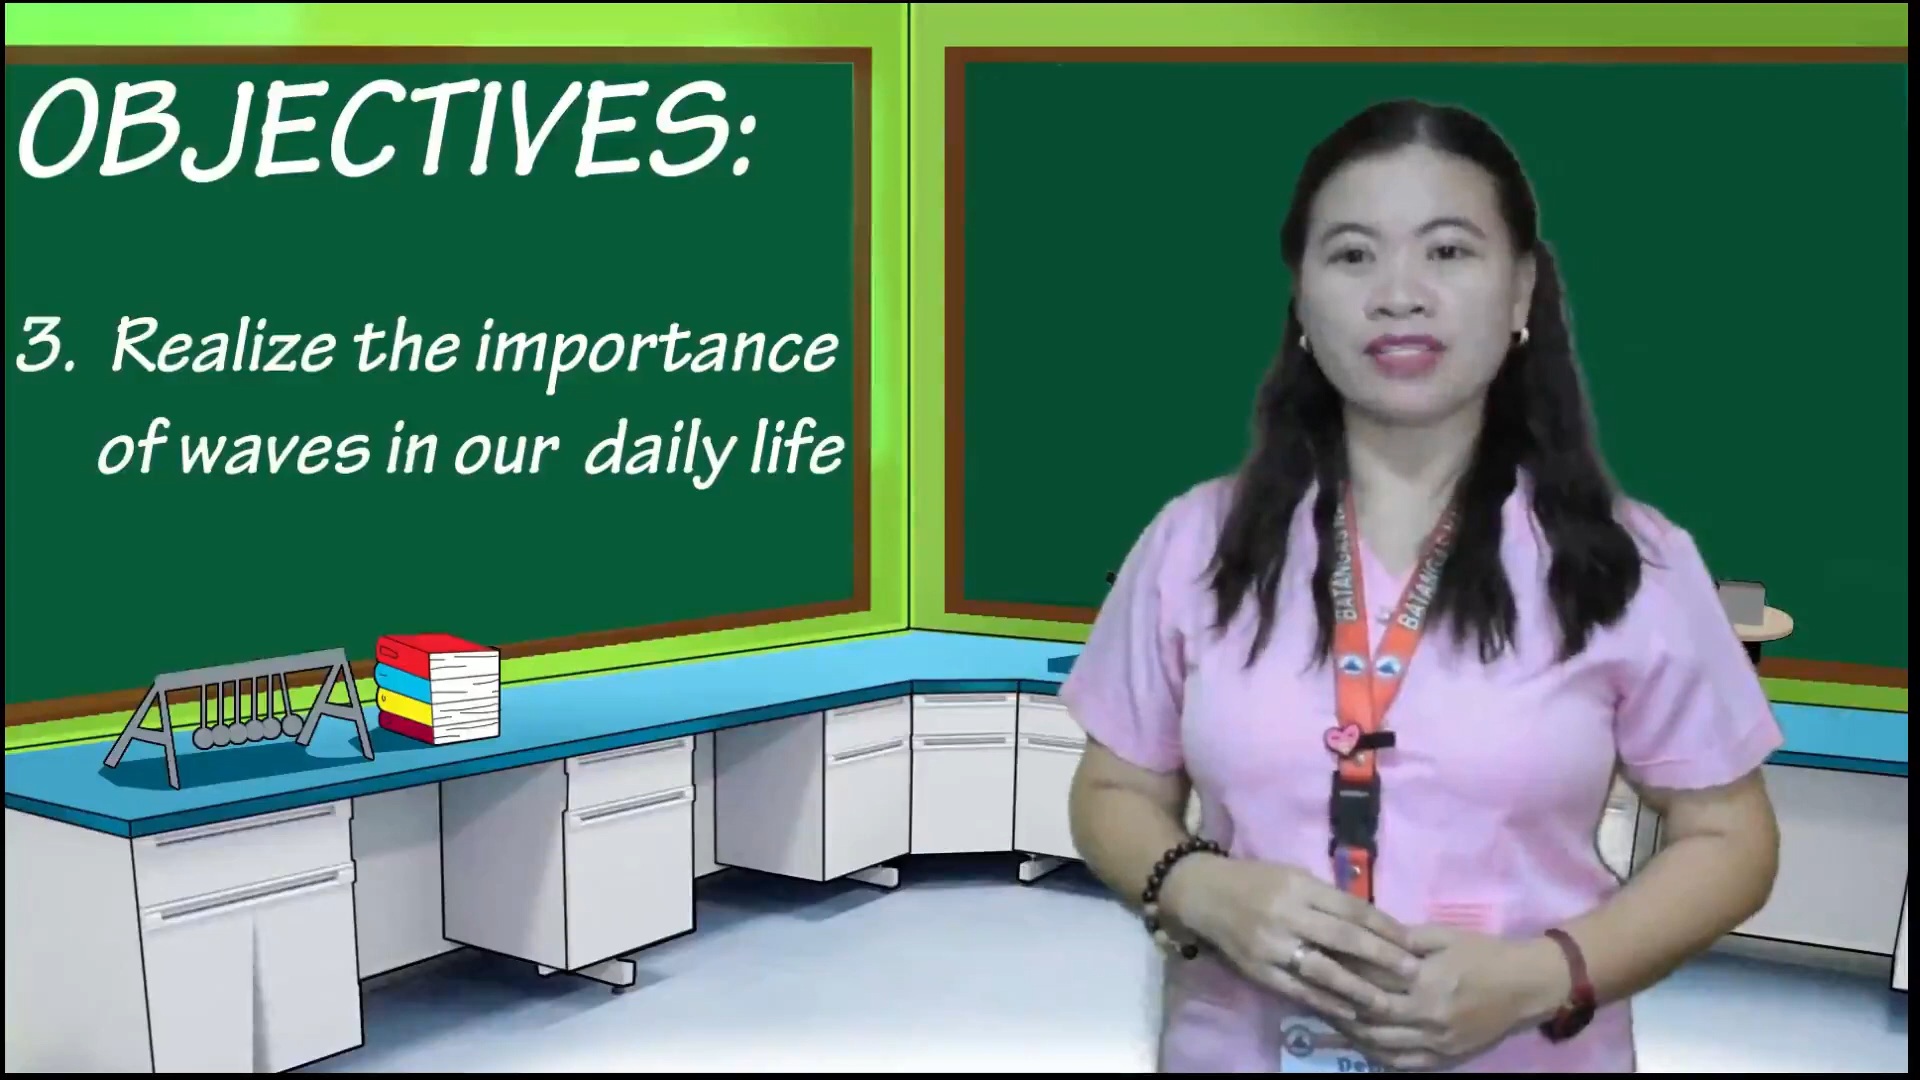 OBJECTIVES:
3. Realize the importance
of waves in our daily life